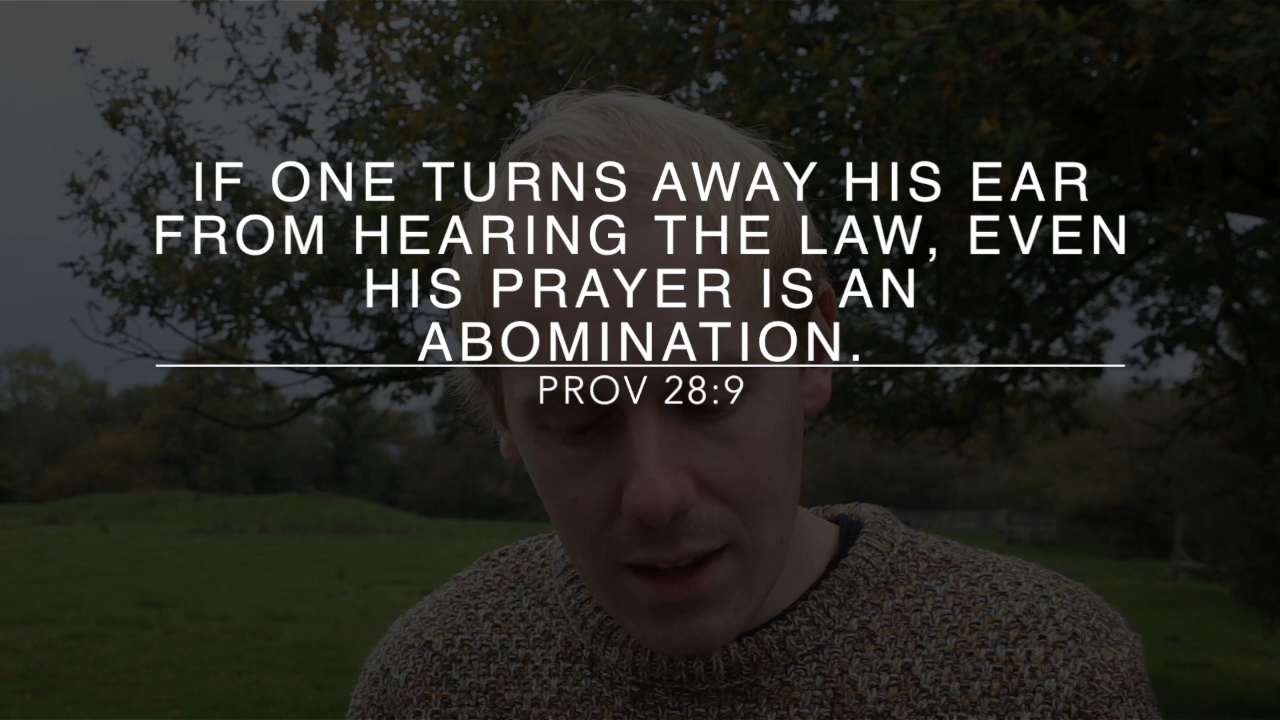 IF ONE TURNS AWAY HIS EAR
FROM HEARING THE LAW, EVEN
HIS PRAYER IS AN
ABOMINATION.
PROV 28:9